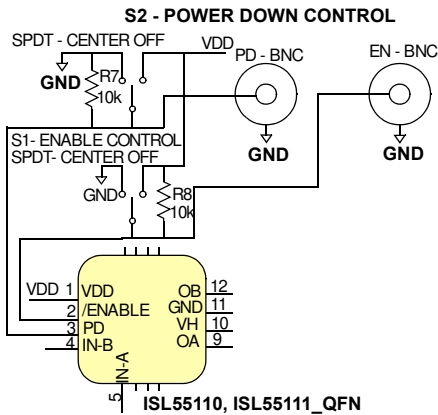 S2 - POWER DOWN CONTROL
SPDT - CENTER OFF
VDD
PD - BNC
EN - BNC
GND
R7
10k
GND
GND
S1- ENABLE CONTROL
SPDT- CENTER OFF
GND
R8
10k
VDD 1 VDD
2 /ENABLE
3 PD
4 IN-B
5 IN-A
OB 12
GND 11
VH 10
OA 9
ISL55110, ISL55111_QFN